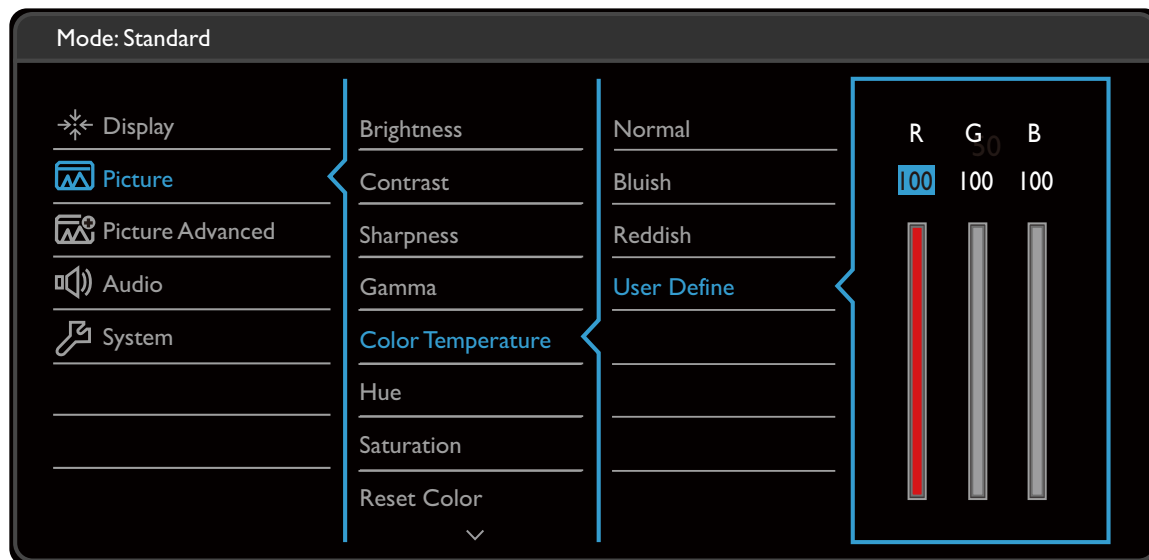 Mode: Standard
Display
Picture
Picture Advanced
Audio
System
Brightness
Contrast
Sharpness
Gamma
Color Temperature
Hue
Saturation
Reset Color
Normal
Bluish
Reddish
User Define
R G B
50
100 100 100